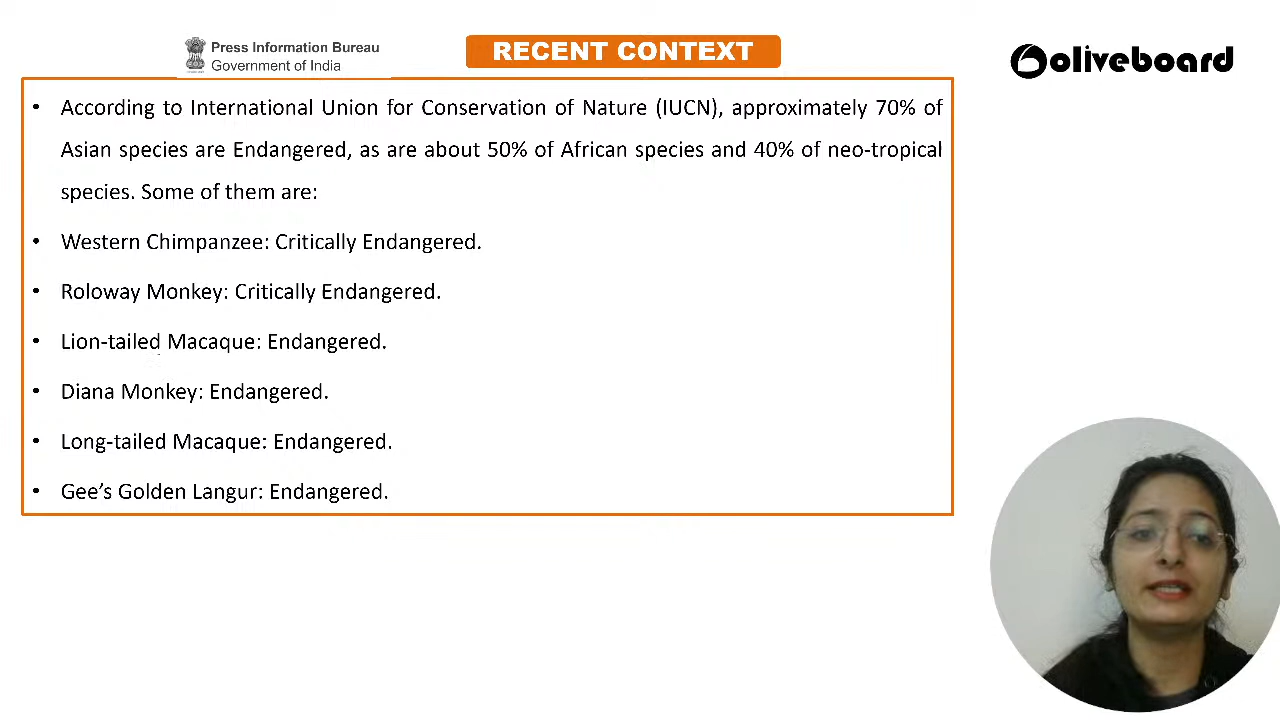 Press Information Bureau
Government of India
RECENT CONTEXT
oliveboard
• According to International Union for Conservation of Nature (IUCN), approximately 70% of
Asian species are Endangered, as are about 50% of African species and 40% of neo-tropical
species. Some of them are:
• Western Chimpanzee: Critically Endangered.
• Roloway Monkey: Critically Endangered.
• Lion-tailed Macaque: Endangered.
• Diana Monkey: Endangered.
• Long-tailed Macaque: Endangered.
• Gee’s Golden Langur: Endangered.